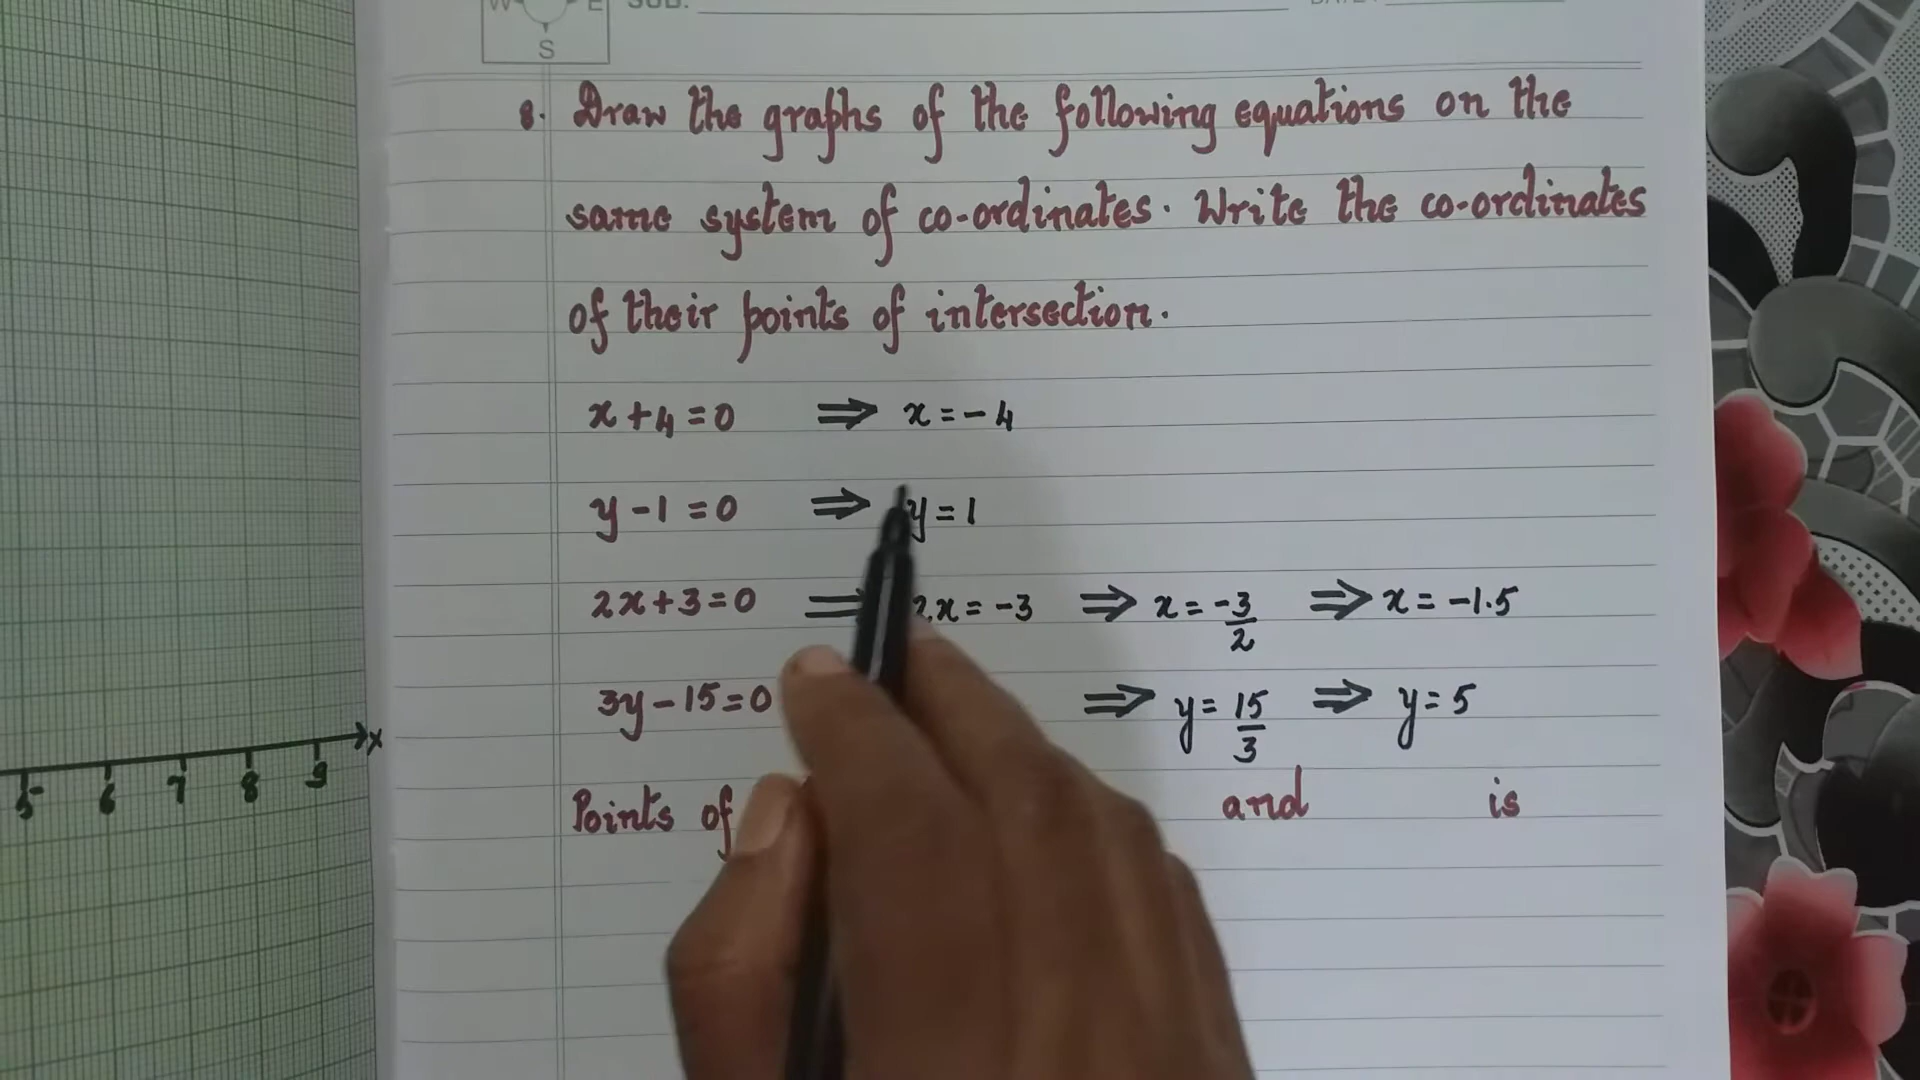 W E SUB:
S
8. Draw the graphs of the following equations on the
same system of co-ordinates. Write the co-ordinates
of their points of intersection.
x + 4 = 0 ⇒ x = - 4
y - 1 = 0 ⇒ y = 1
2x + 3 = 0 ⇒ 2x = -3 ⇒ x = -3/2 ⇒ x = -1.5
3y - 15 = 0 ⇒ y = 15/3 ⇒ y = 5
Points of and is
5 6 7 8 9 x